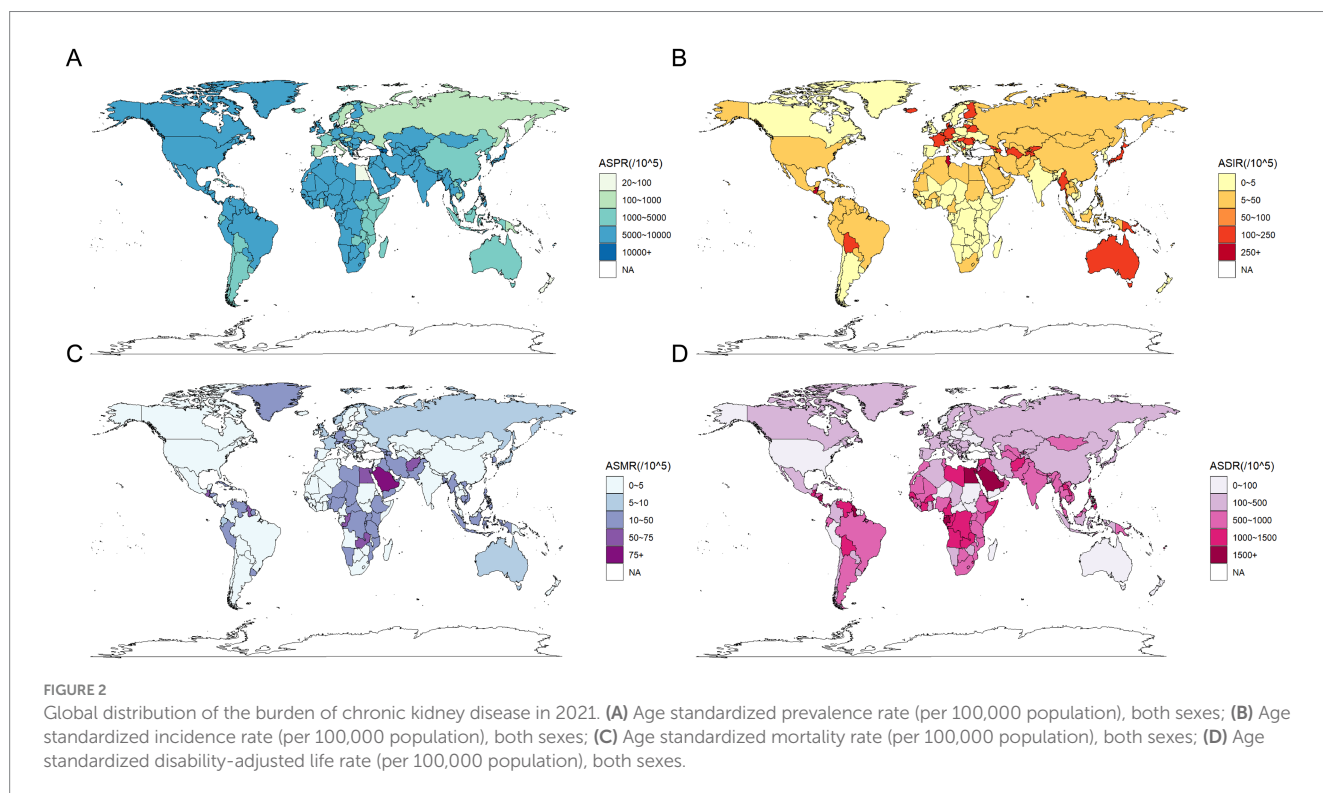 A
B
ASPR(/10^5)
20~100
100~1000
1000~5000
5000~10000
10000+
NA
ASIR(/10^5)
0~5
5~50
50~100
100~250
250+
NA
C
D
ASMR(/10^5)
0~5
5~10
10~50
50~75
75+
NA
ASDR(/10^5)
0~100
100~500
500~1000
1000~1500
1500+
NA
FIGURE 2
Global distribution of the burden of chronic kidney disease in 2021. (A) Age standardized prevalence rate (per 100,000 population), both sexes; (B) Age
standardized incidence rate (per 100,000 population), both sexes; (C) Age standardized mortality rate (per 100,000 population), both sexes; (D) Age
standardized disability-adjusted life rate (per 100,000 population), both sexes.